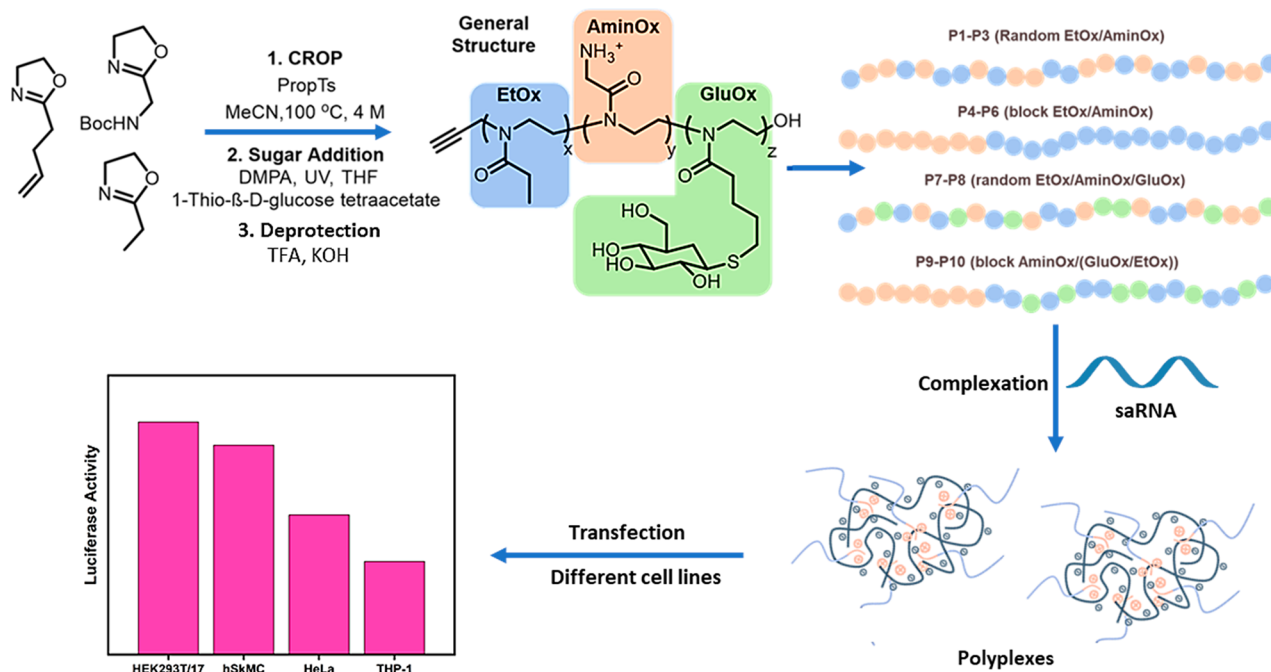 N
O
N
O
BocHN
N
O
1. CROP
PropTs
MeCN,100 °C, 4 M
2. Sugar Addition
DMPA, UV, THF
1-Thio-ß-D-glucose tetraacetate
3. Deprotection
TFA, KOH
General
Structure
EtOx
AminOx
GluOx
NH3+
O
N
x
N
y
N
z
OH
O
O
HO
HO
HO
OH
S
P1-P3 (Random EtOx/AminOx)
P4-P6 (block EtOx/AminOx)
P7-P8 (random EtOx/AminOx/GluOx)
P9-P10 (block AminOx/(GluOx/EtOx))
Complexation
saRNA
Polyplexes
Transfection
Different cell lines
Luciferase Activity
HEK293T/17 hSkMC HeLa THP-1